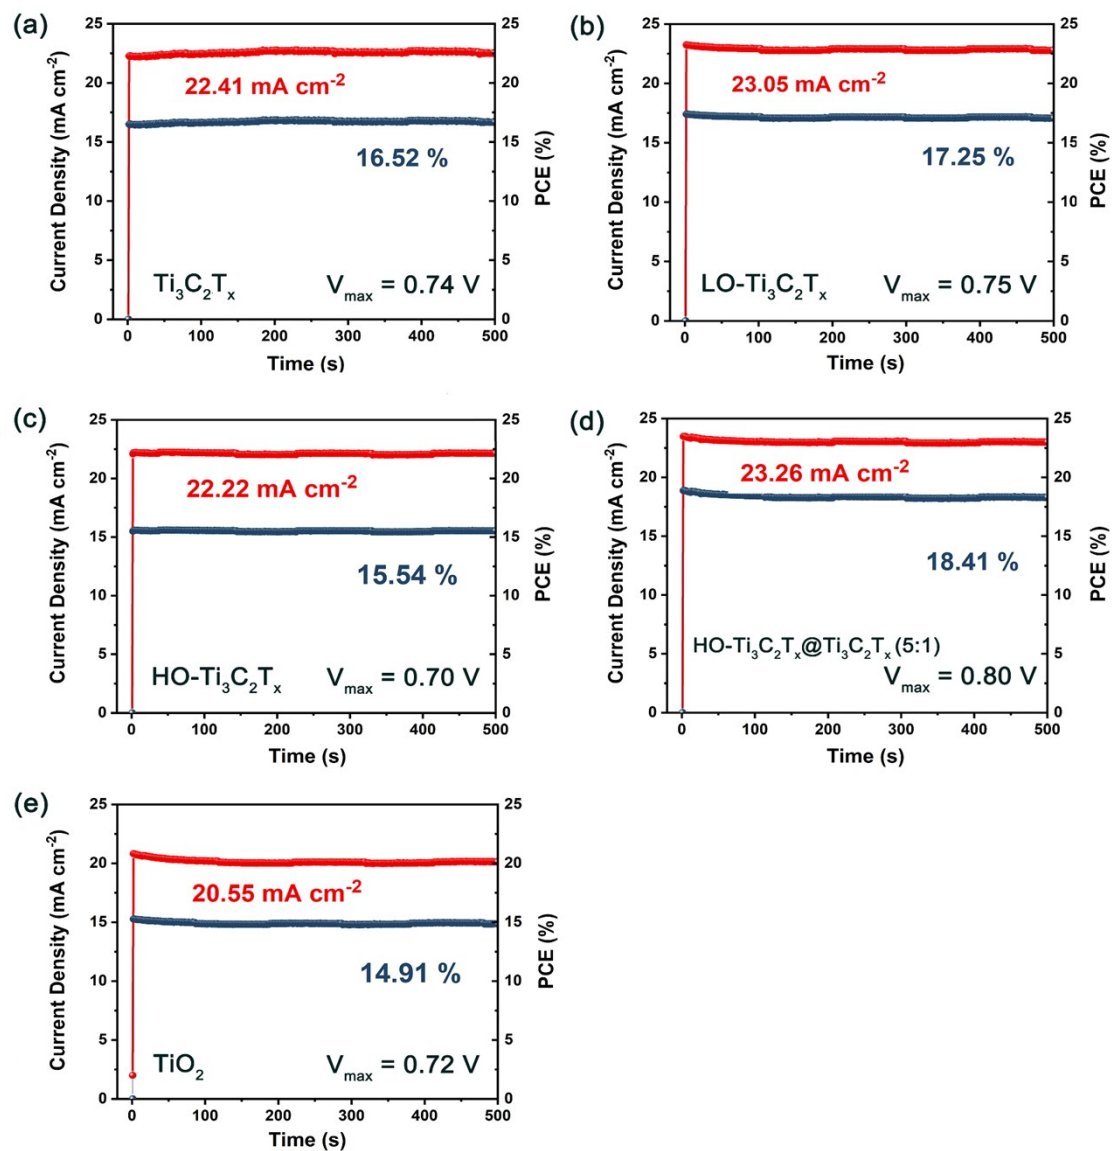 (a)
25
20
15
10
5
0
Current Density (mA cm⁻²)
22.41 mA cm⁻²
16.52 %
Ti₃C₂Tₓ
Vₘₐₓ = 0.74 V
25
20
15
10
5
0
PCE (%)
0 100 200 300 400 500
Time (s)
(b)
25
20
15
10
5
0
Current Density (mA cm⁻²)
23.05 mA cm⁻²
17.25 %
LO-Ti₃C₂Tₓ
Vₘₐₓ = 0.75 V
25
20
15
10
5
0
PCE (%)
0 100 200 300 400 500
Time (s)
(c)
25
20
15
10
5
0
Current Density (mA cm⁻²)
22.22 mA cm⁻²
15.54 %
HO-Ti₃C₂Tₓ
Vₘₐₓ = 0.70 V
25
20
15
10
5
0
PCE (%)
0 100 200 300 400 500
Time (s)
(d)
25
20
15
10
5
0
Current Density (mA cm⁻²)
23.26 mA cm⁻²
18.41 %
HO-Ti₃C₂Tₓ@Ti₃C₂Tₓ (5:1)
Vₘₐₓ = 0.80 V
25
20
15
10
5
0
PCE (%)
0 100 200 300 400 500
Time (s)
(e)
25
20
15
10
5
0
Current Density (mA cm⁻²)
20.55 mA cm⁻²
14.91 %
TiO₂
Vₘₐₓ = 0.72 V
25
20
15
10
5
0
PCE (%)
0 100 200 300 400 500
Time (s)